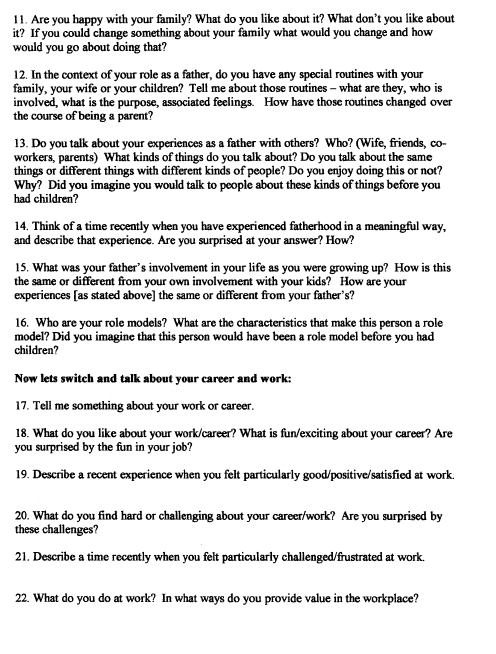 11. Are you happy with your family? What do you like about it? What don't you like about
it?  If you could change something about your family what would you change and how
would you go about doing that?
12. In the context of your role as a father, do you have any special routines with your
family, your wife or your children?  Tell me about those routines – what are they, who is
involved, what is the purpose, associated feelings.   How have those routines changed over
the course of being a parent?
13. Do you talk about your experiences as a father with others?  Who? (Wife, friends, co-
workers, parents)  What kinds of things do you talk about? Do you talk about the same
things or different things with different kinds of people? Do you enjoy doing this or not?
Why?  Did you imagine you would talk to people about these kinds of things before you
had children?
14. Think of a time recently when you have experienced fatherhood in a meaningful way,
and describe that experience. Are you surprised at your answer? How?
15. What was your father's involvement in your life as you were growing up?  How is this
the same or different from your own involvement with your kids?   How are your
experiences [as stated above] the same or different from your father's?
16.  Who are your role models?  What are the characteristics that make this person a role
model? Did you imagine that this person would have been a role model before you had
children?
Now lets switch and talk about your career and work:
17. Tell me something about your work or career.
18. What do you like about your work/career? What is fun/exciting about your career? Are
you surprised by the fun in your job?
19. Describe a recent experience when you felt particularly good/positive/satisfied at work.
20. What do you find hard or challenging about your career/work?  Are you surprised by
these challenges?
21. Describe a time recently when you felt particularly challenged/frustrated at work.
22. What do you do at work?  In what ways do you provide value in the workplace?